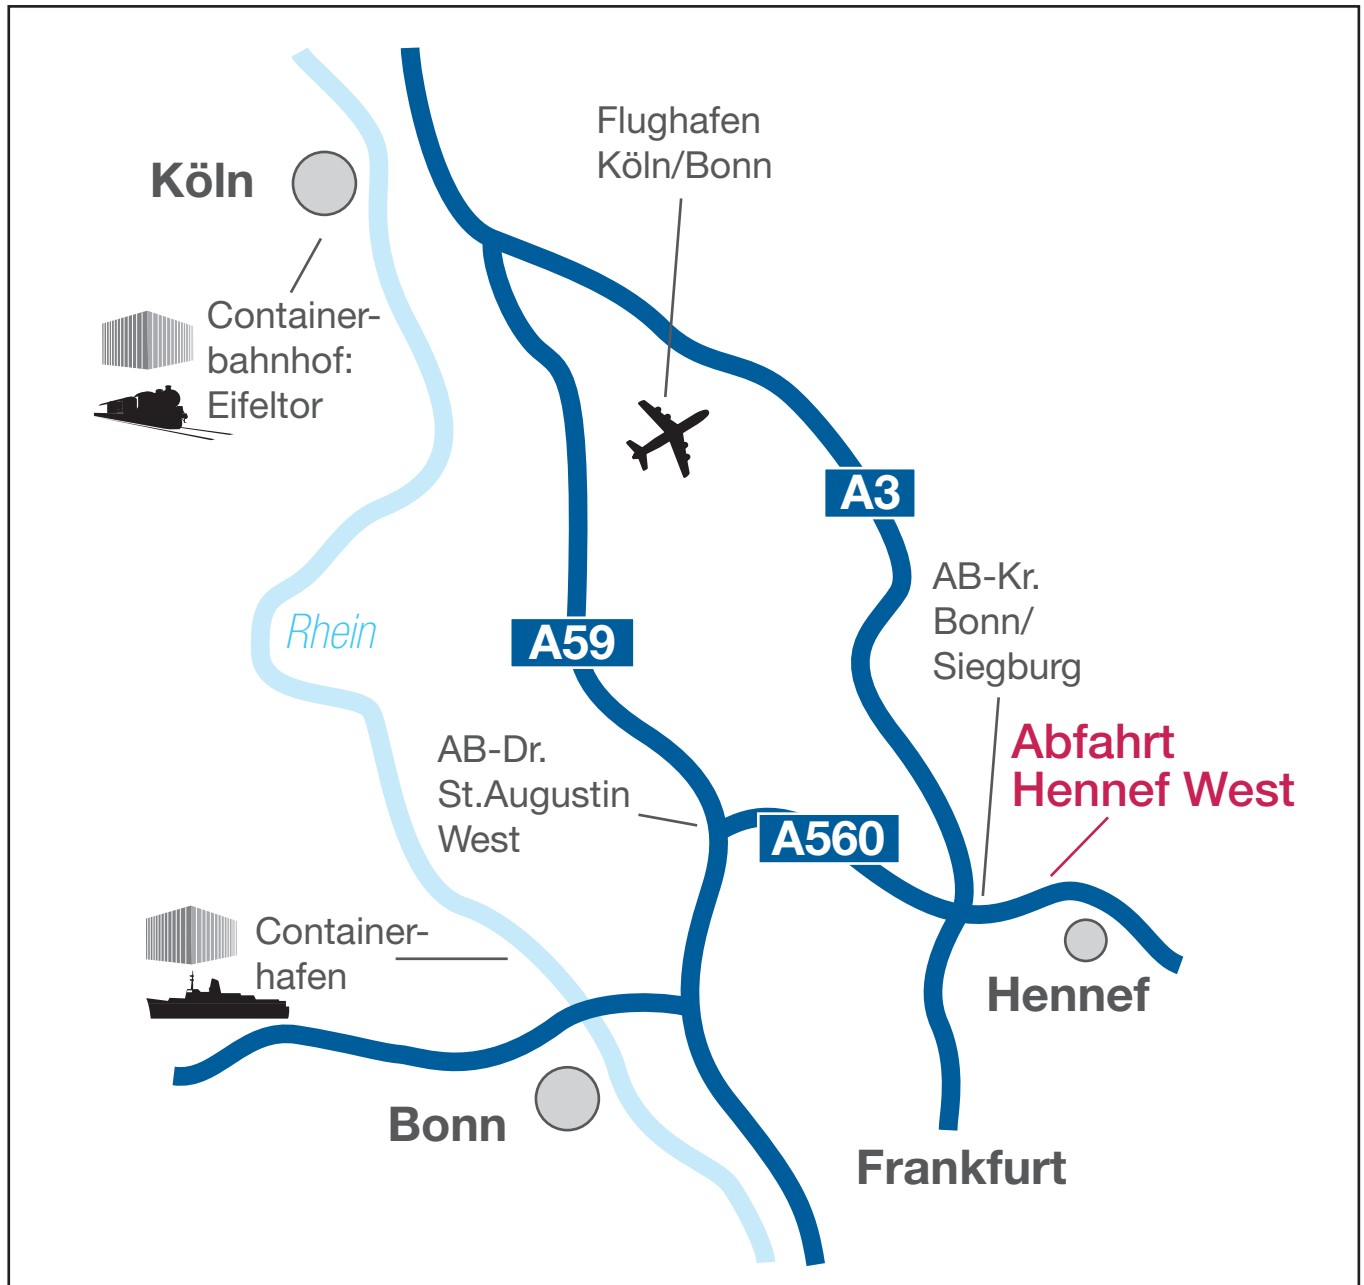 Flughafen
Köln/Bonn
Köln
Container-
bahnhof:
Eifeltor
A3
AB-Kr.
Bonn/
Siegburg
Rhein
A59
Abfahrt
Hennef West
AB-Dr.
St.Augustin
West
A560
Container-
hafen
Hennef
Bonn
Frankfurt